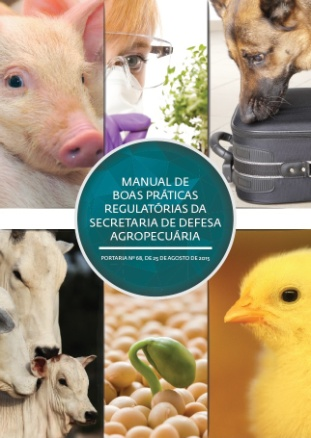 MANUAL DE
BOAS PRÁTICAS
REGULATÓRIAS DA
SECRETARIA DE DEFESA
AGROPECUÁRIA
PORTARIA Nº 68, DE 25 DE AGOSTO DE 2015